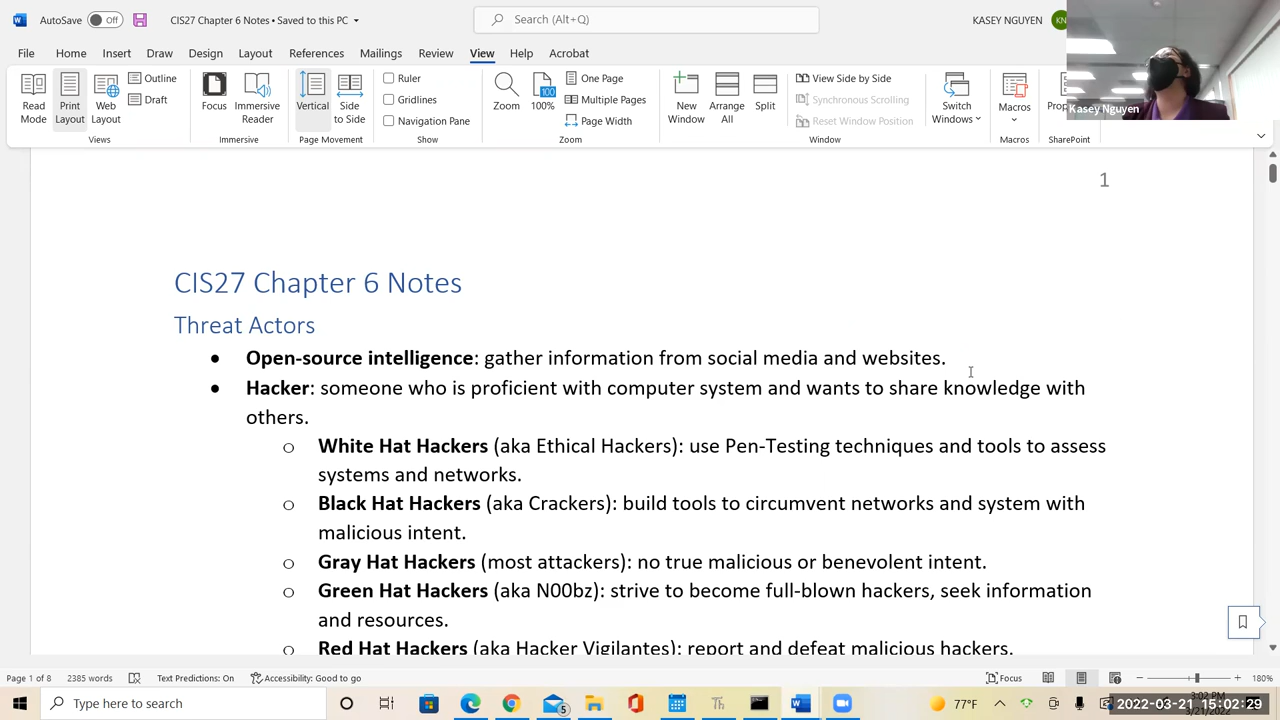 AutoSave Off CIS27 Chapter 6 Notes • Saved to this PC Search (Alt+Q) KASEY NGUYEN KN
File Home Insert Draw Design Layout References Mailings Review View Help Acrobat
Read Mode Print Layout Web Layout Outline Draft Focus Immersive Reader Vertical Side to Side Ruler Gridlines Navigation Pane Zoom 100 100% One Page Multiple Pages Page Width New Window Arrange All Split View Side by Side Synchronous Scrolling Reset Window Position Switch Windows Macros Kasey Nguyen
Views Immersive Page Movement Show Zoom Window Macros SharePoint
1
CIS27 Chapter 6 Notes
Threat Actors
• Open-source intelligence: gather information from social media and websites.
• Hacker: someone who is proficient with computer system and wants to share knowledge with
others.
o White Hat Hackers (aka Ethical Hackers): use Pen-Testing techniques and tools to assess
systems and networks.
o Black Hat Hackers (aka Crackers): build tools to circumvent networks and system with
malicious intent.
o Gray Hat Hackers (most attackers): no true malicious or benevolent intent.
o Green Hat Hackers (aka N00bz): strive to become full-blown hackers, seek information
and resources.
o Red Hat Hackers (aka Hacker Vigilantes): report and defeat malicious hackers.
Page 1 of 8 2385 words Text Predictions: On Accessibility: Good to go Focus 180%
Type here to search 5 Th 77°F 3:02 PM
2022-03-21 15:02:29